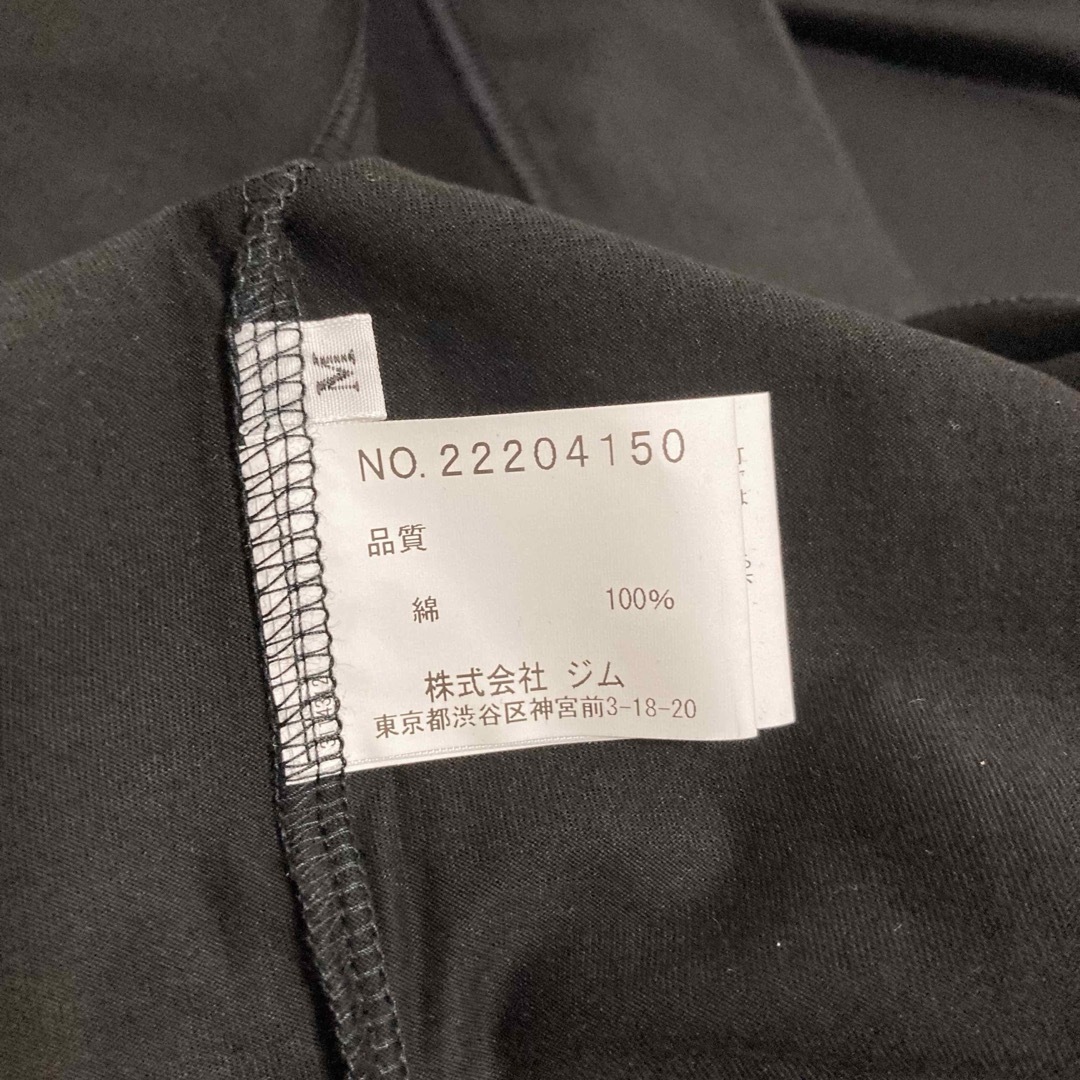 M
NO.22204150
品質
綿 100%
株式会社 ジム
東京都渋谷区神宮前3-18-20